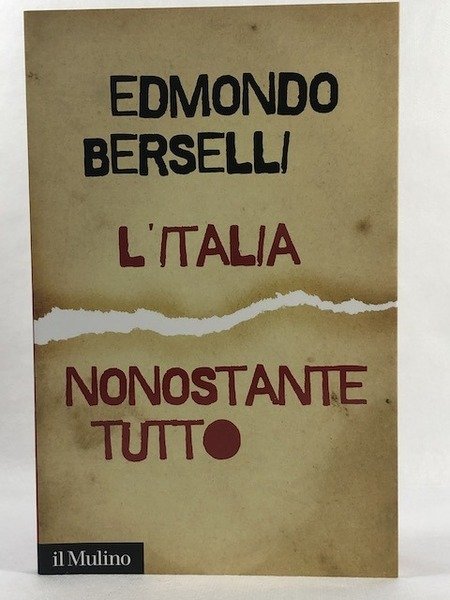 EDMONDO
BERSELLI
L'ITALIA
NONOSTANTE
TUTTO
il Mulino